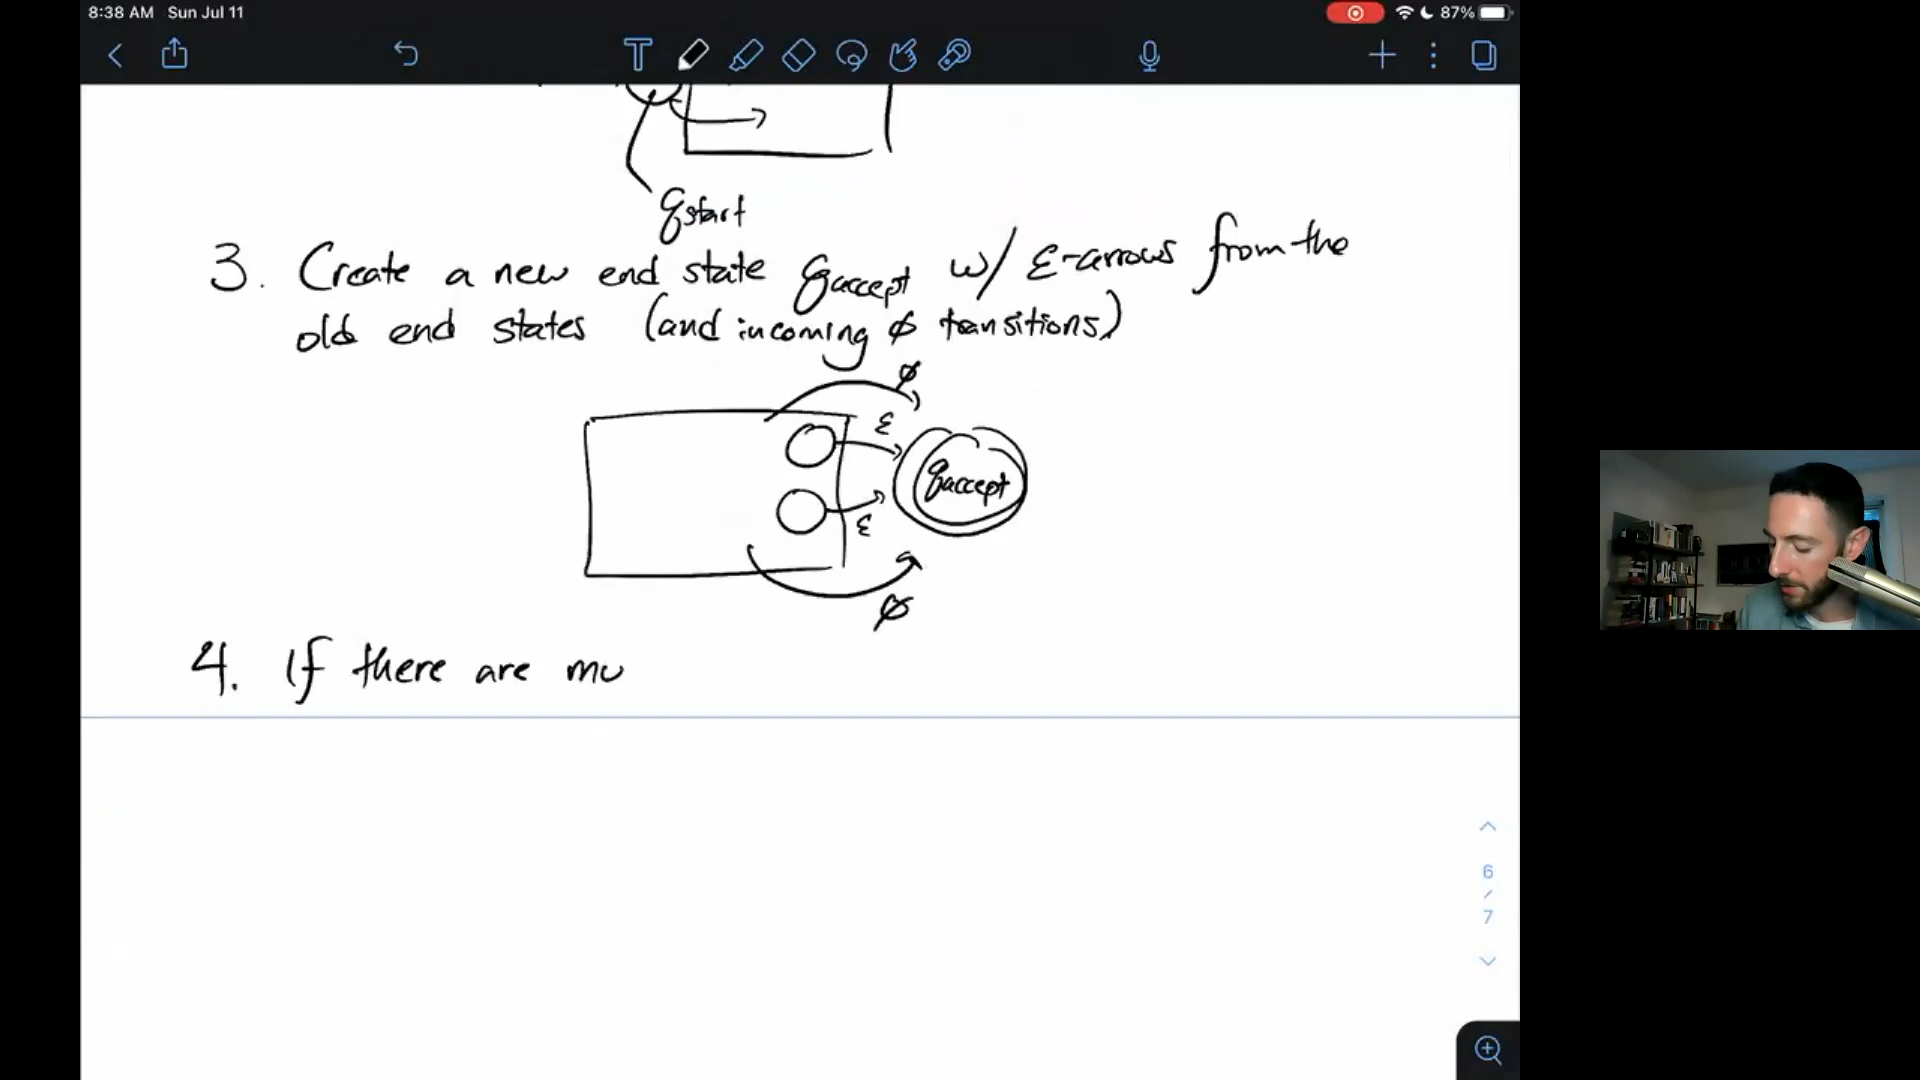 8:38 AM Sun Jul 11
87%
T
qstart
3. Create a new end state qaccept w/ ε-arrows from the
old end states (and incoming ∅ transitions)
∅
ε
qaccept
ε
∅
4. If there are mu
6
/
7